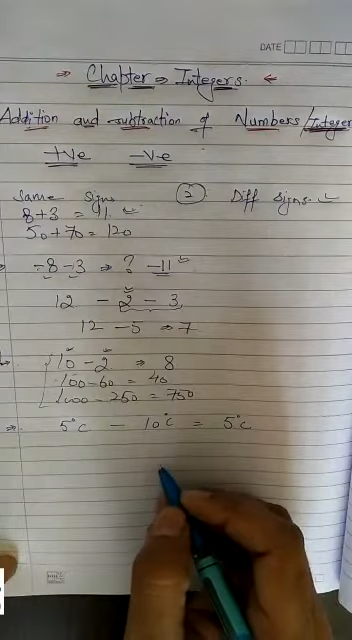 DATE
⇒ Chapter ⇒ Integers. ←
Addition and subtraction of Numbers/Integer
+ve -ve
Same Signs ② Diff Signs.
8+3 = 11
50+70 = 120
-8-3 ⇒ ? -11
12 - 2 - 3
12 - 5 ⇒ 7
10-2 ⇒ 8
100-60 = 40
1000-250 = 750
⇒ 5°C - 10°C = 5°C